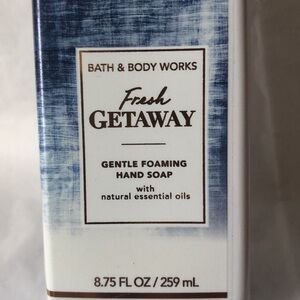 BATH & BODY WORKS
Fresh
GETAWAY
GENTLE FOAMING
HAND SOAP
with
natural essential oils
8.75 FL OZ / 259 mL